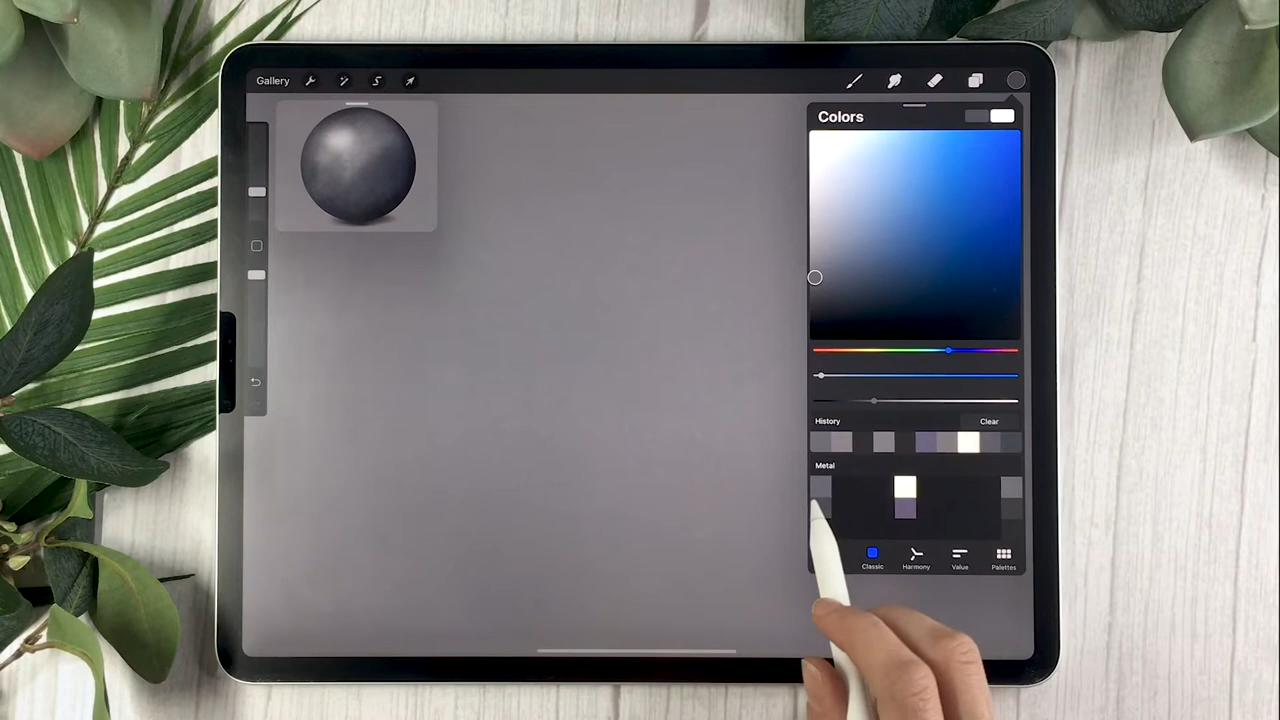 Gallery
Colors
History
Clear
Metal
Classic
Harmony
Value
Palettes